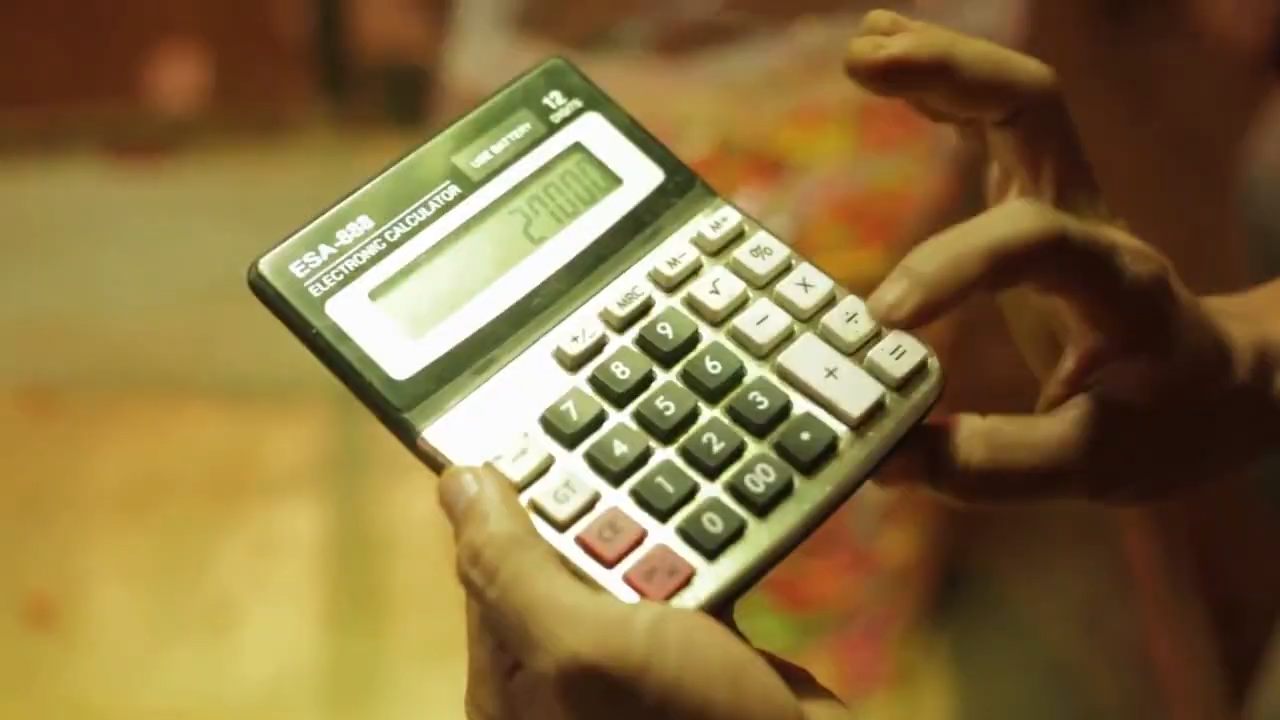 12
DIGITS
USE BATTERY
ESA-888
ELECTRONIC CALCULATOR
M+
M- %
MRC √ ×
+/- 9 - ÷
8 6 + =
7 5 3
4 2 •
→ 1 00
GT 0
CE